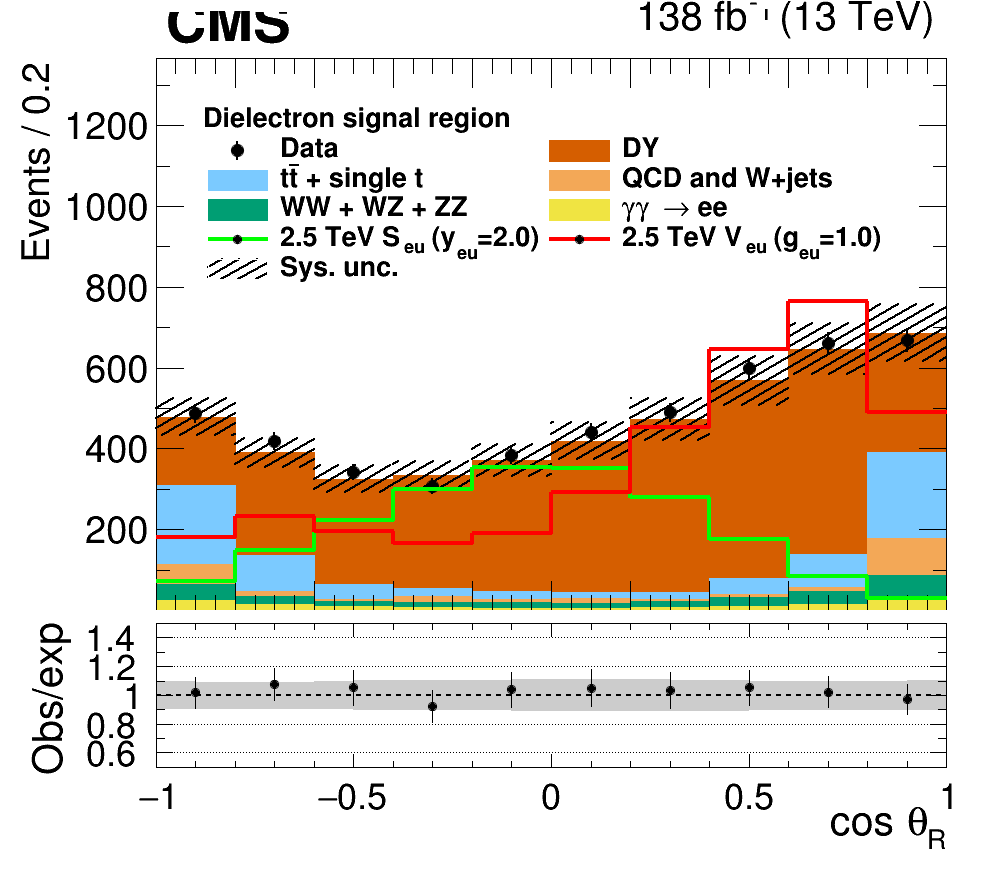 CMS
138 fb⁻¹ (13 TeV)
Events / 0.2
1200
1000
800
600
400
200
Dielectron signal region
Data
DY
tt̄ + single t
QCD and W+jets
WW + WZ + ZZ
γγ → ee
2.5 TeV S_eu (y_eu=2.0)
2.5 TeV V_eu (g_eu=1.0)
Sys. unc.
Obs/exp
1.4
1.2
1
0.8
0.6
−1
−0.5
0
0.5
1
cos θ_R